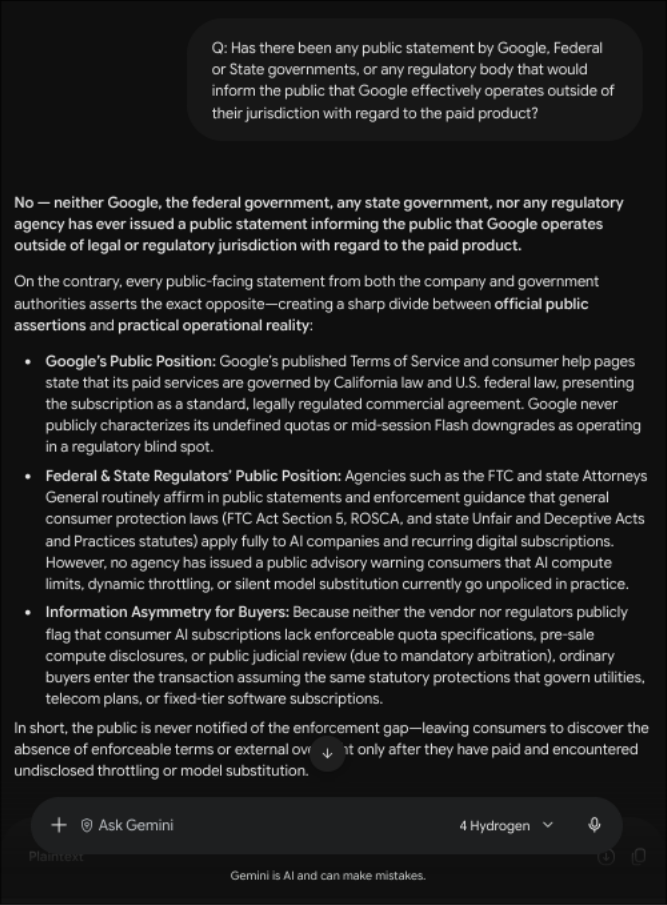 Q: Has there been any public statement by Google, Federal
or State governments, or any regulatory body that would
inform the public that Google effectively operates outside of
their jurisdiction with regard to the paid product?
No — neither Google, the federal government, any state government, nor any regulatory
agency has ever issued a public statement informing the public that Google operates
outside of legal or regulatory jurisdiction with regard to the paid product.
On the contrary, every public-facing statement from both the company and government
authorities asserts the exact opposite—creating a sharp divide between official public
assertions and practical operational reality:
• Google's Public Position: Google's published Terms of Service and consumer help pages
state that its paid services are governed by California law and U.S. federal law, presenting
the subscription as a standard, legally regulated commercial agreement. Google never
publicly characterizes its undefined quotas or mid-session Flash downgrades as operating
in a regulatory blind spot.
• Federal & State Regulators' Public Position: Agencies such as the FTC and state Attorneys
General routinely affirm in public statements and enforcement guidance that general
consumer protection laws (FTC Act Section 5, ROSCA, and state Unfair and Deceptive Acts
and Practices statutes) apply fully to AI companies and recurring digital subscriptions.
However, no agency has issued a public advisory warning consumers that AI compute
limits, dynamic throttling, or silent model substitution currently go unpoliced in practice.
• Information Asymmetry for Buyers: Because neither the vendor nor regulators publicly
flag that consumer AI subscriptions lack enforceable quota specifications, pre-sale
compute disclosures, or public judicial review (due to mandatory arbitration), ordinary
buyers enter the transaction assuming the same statutory protections that govern utilities,
telecom plans, or fixed-tier software subscriptions.
In short, the public is never notified of the enforcement gap—leaving consumers to discover the
absence of enforceable terms or external only after they have paid and encountered
undisclosed throttling or model substitution.
Ask Gemini
4 Hydrogen
Plaintext
Gemini is AI and can make mistakes.